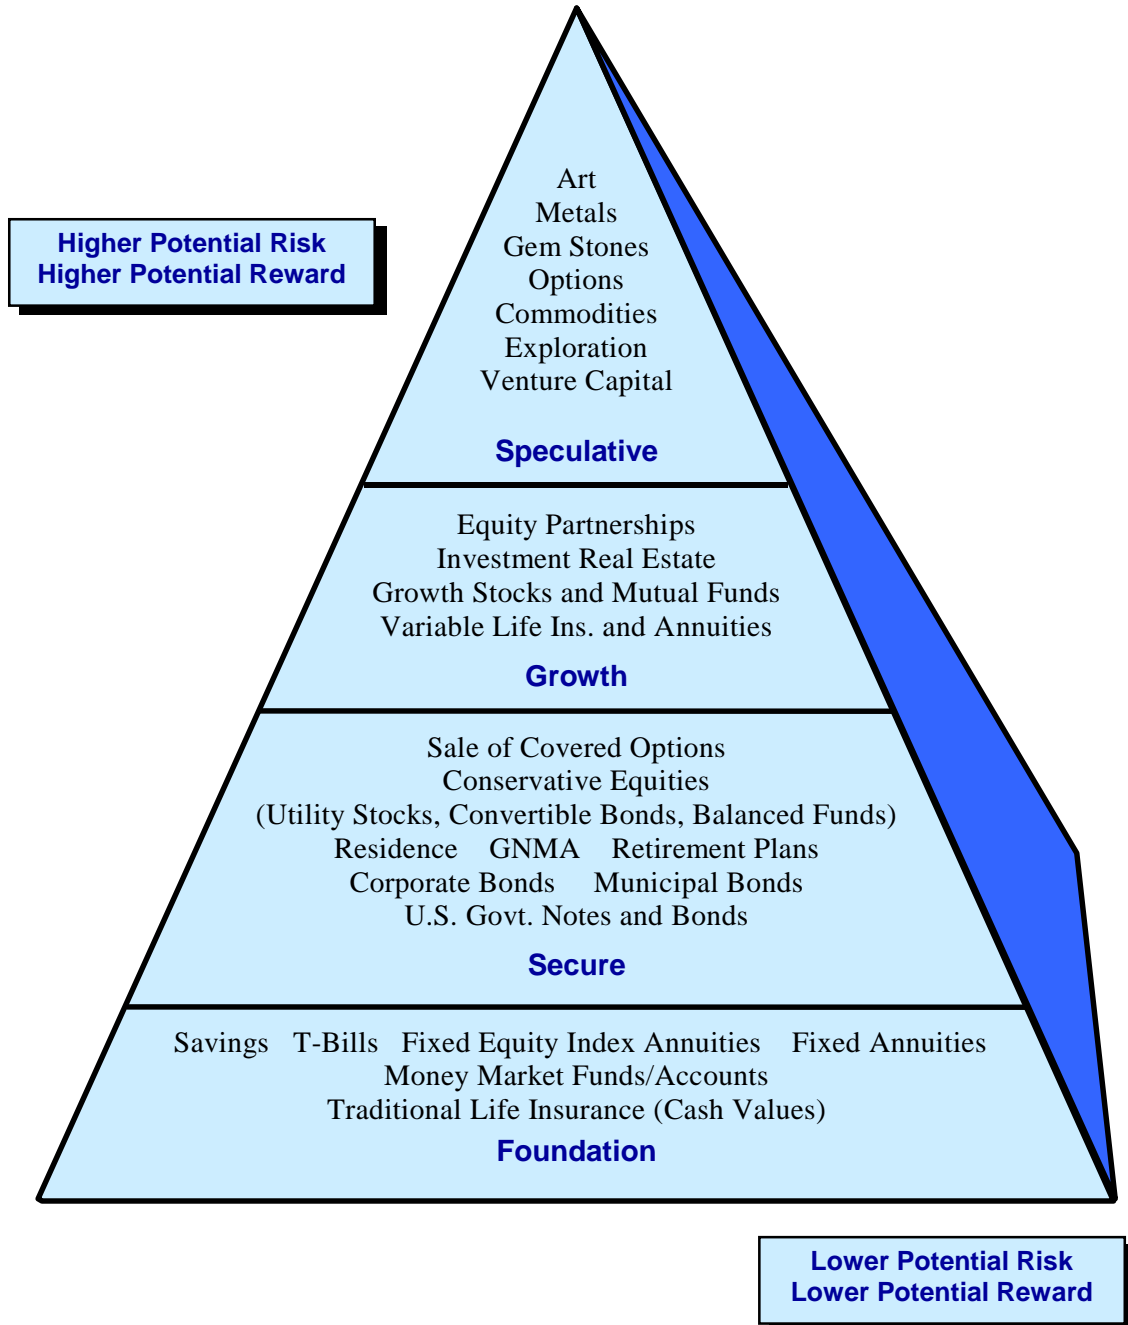 Art
Metals
Higher Potential Risk
Higher Potential Reward
Gem Stones
Options
Commodities
Exploration
Venture Capital
Speculative
Equity Partnerships
Investment Real Estate
Growth Stocks and Mutual Funds
Variable Life Ins. and Annuities
Growth
Sale of Covered Options
Conservative Equities
(Utility Stocks, Convertible Bonds, Balanced Funds)
Residence GNMA Retirement Plans
Corporate Bonds Municipal Bonds
U.S. Govt. Notes and Bonds
Secure
Savings T-Bills Fixed Equity Index Annuities Fixed Annuities
Money Market Funds/Accounts
Traditional Life Insurance (Cash Values)
Foundation
Lower Potential Risk
Lower Potential Reward